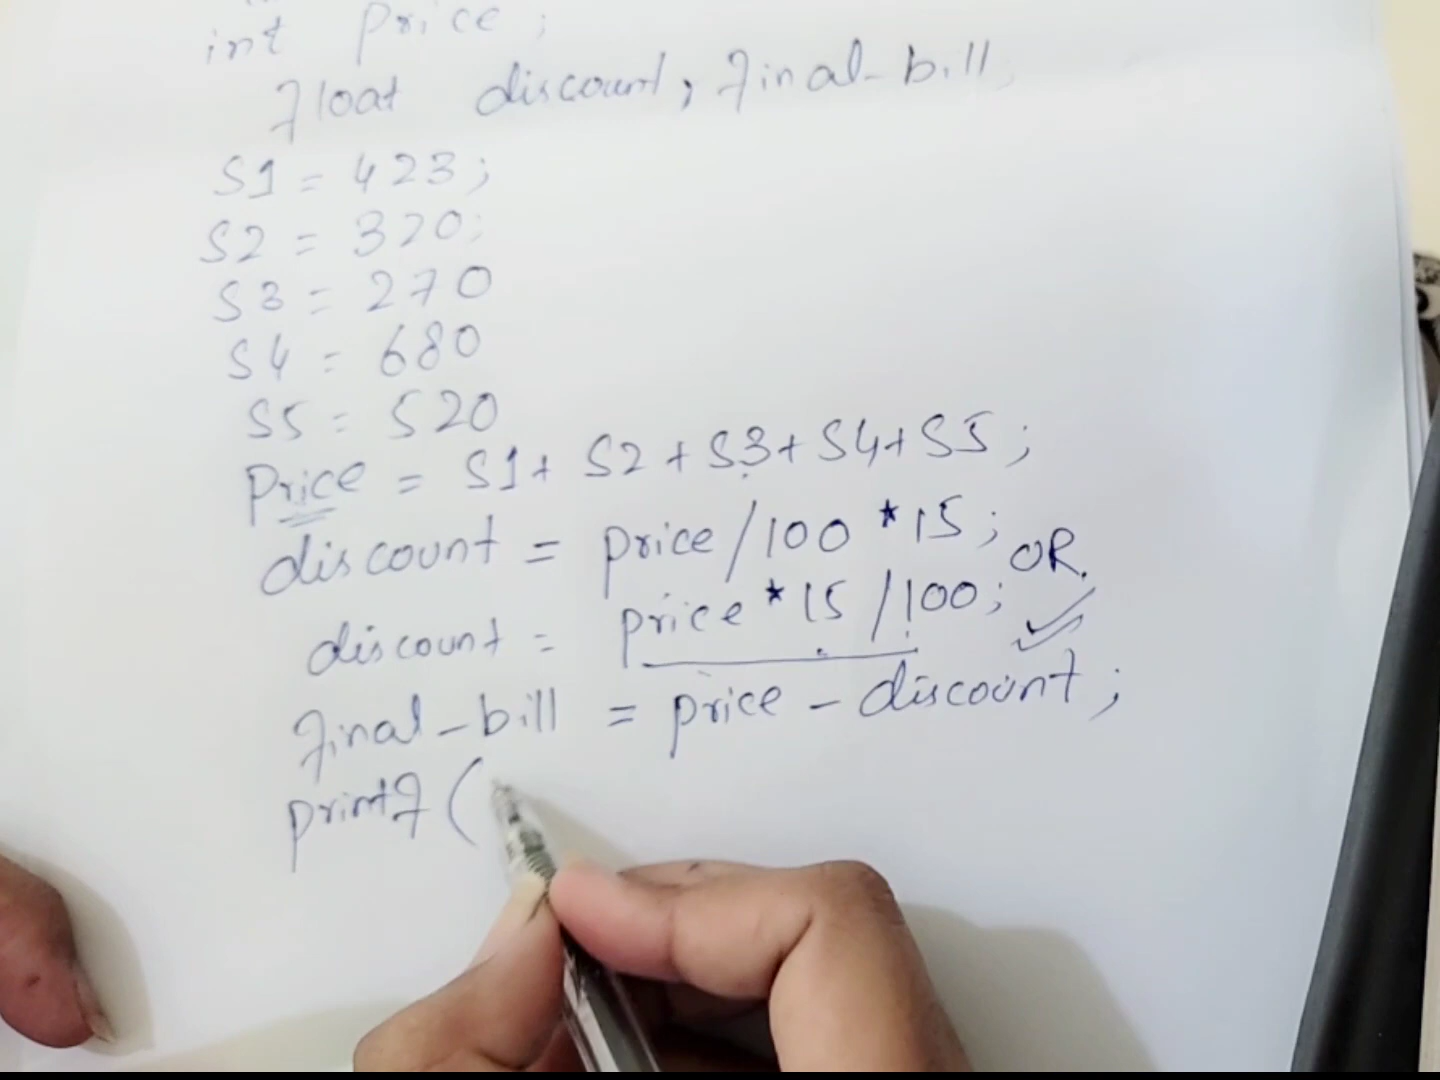 int price;
float discount, final-bill;
S1 = 423;
S2 = 320;
S3 = 270
S4 = 680
S5 = 520
Price = S1 + S2 + S3 + S4 + S5;
discount = price/100 * 15;
OR.
discount = price * 15/100;
final-bill = price - discount;
printf (